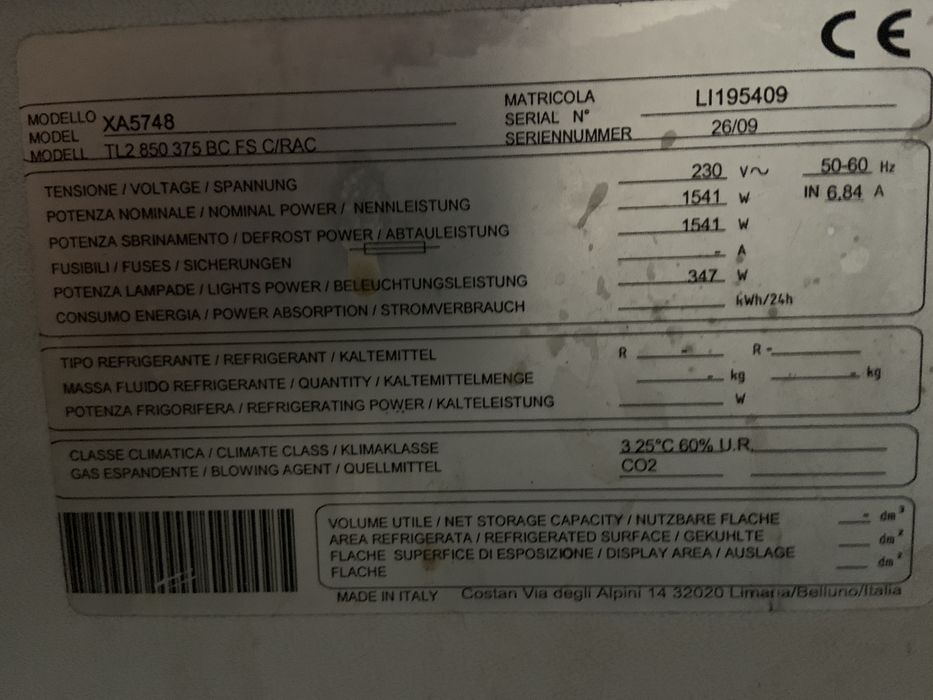 CE
MODELLO
MODEL XA5748
MODELL TL2 850 375 BC FS C/RAC
MATRICOLA LI195409
SERIAL N°
SERIENNUMMER 26/09
TENSIONE / VOLTAGE / SPANNUNG 230 V~ 50-60 Hz
POTENZA NOMINALE / NOMINAL POWER / NENNLEISTUNG 1541 W IN 6.84 A
POTENZA SBRINAMENTO / DEFROST POWER / ABTAULEISTUNG 1541 W
FUSIBILI / FUSES / SICHERUNGEN - A
POTENZA LAMPADE / LIGHTS POWER / BELEUCHTUNGSLEISTUNG 347 W
CONSUMO ENERGIA / POWER ABSORPTION / STROMVERBRAUCH kWh/24h
TIPO REFRIGERANTE / REFRIGERANT / KALTEMITTEL R - R -
MASSA FLUIDO REFRIGERANTE / QUANTITY / KALTEMITTELMENGE - kg - kg
POTENZA FRIGORIFERA / REFRIGERATING POWER / KALTELEISTUNG W
CLASSE CLIMATICA / CLIMATE CLASS / KLIMAKLASSE 3 25°C 60% U.R.
GAS ESPANDENTE / BLOWING AGENT / QUELLMITTEL CO2
VOLUME UTILE / NET STORAGE CAPACITY / NUTZBARE FLACHE - dm³
AREA REFRIGERATA / REFRIGERATED SURFACE / GEKUHLTE dm²
FLACHE SUPERFICE DI ESPOSIZIONE / DISPLAY AREA / AUSLAGE dm²
FLACHE
MADE IN ITALY Costan Via degli Alpini 14 32020 Limana/Belluno/Italia